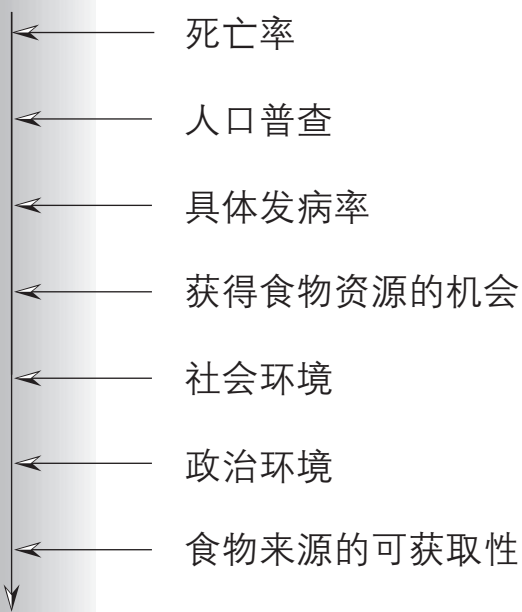 死亡率
人口普查
具体发病率
获得食物资源的机会
社会环境
政治环境
食物来源的可获取性